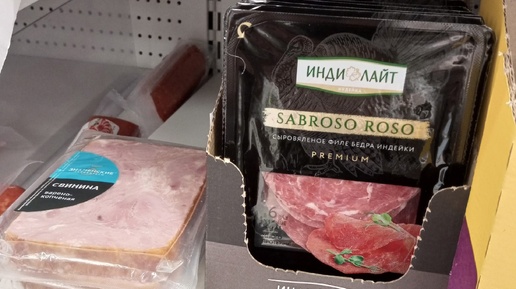 СВИНИНА
варено-
копченая
ИНДИЛАЙТ
SABROSO ROSO
СЫРОВЯЛЕНОЕ ФИЛЕ БЕДРА ИНДЕЙКИ
PREMIUM